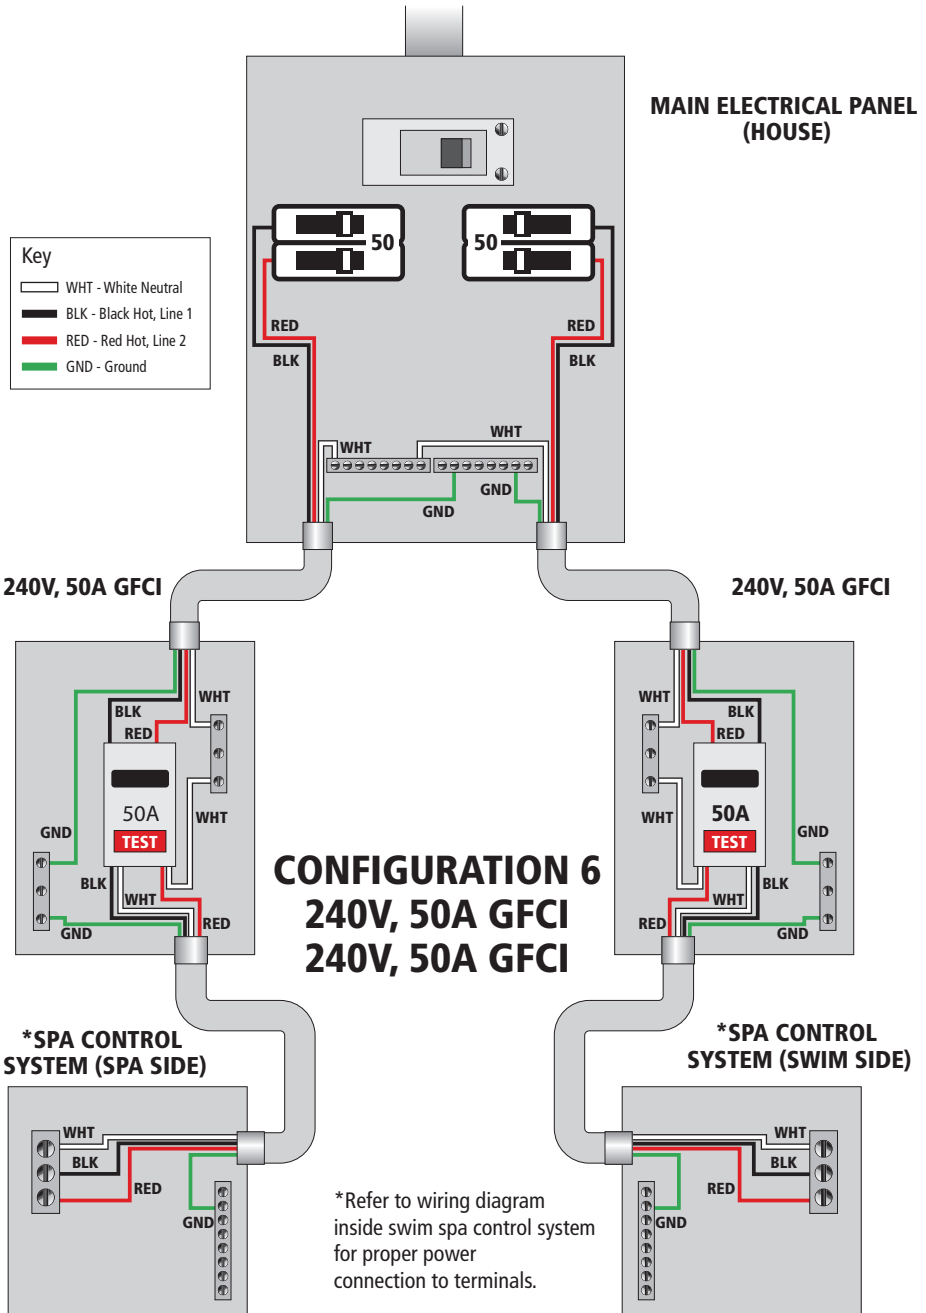 MAIN ELECTRICAL PANEL
(HOUSE)
50
50
Key
WHT - White Neutral
BLK - Black Hot, Line 1
RED - Red Hot, Line 2
GND - Ground
RED
RED
BLK
BLK
WHT
WHT
GND
GND
240V, 50A GFCI
240V, 50A GFCI
WHT
BLK
RED
50A
TEST
WHT
GND
BLK
WHT
RED
GND
WHT
BLK
RED
50A
TEST
WHT
GND
BLK
WHT
RED
GND
CONFIGURATION 6
240V, 50A GFCI
240V, 50A GFCI
*SPA CONTROL
SYSTEM (SPA SIDE)
*SPA CONTROL
SYSTEM (SWIM SIDE)
WHT
BLK
RED
GND
WHT
BLK
RED
GND
*Refer to wiring diagram
inside swim spa control system
for proper power
connection to terminals.